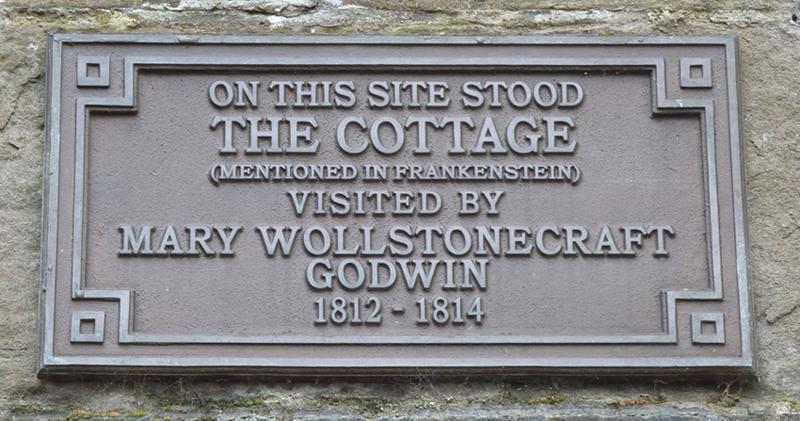 ON THIS SITE STOOD
THE COTTAGE
(MENTIONED IN FRANKENSTEIN)
VISITED BY
MARY WOLLSTONECRAFT
GODWIN
1812 - 1814